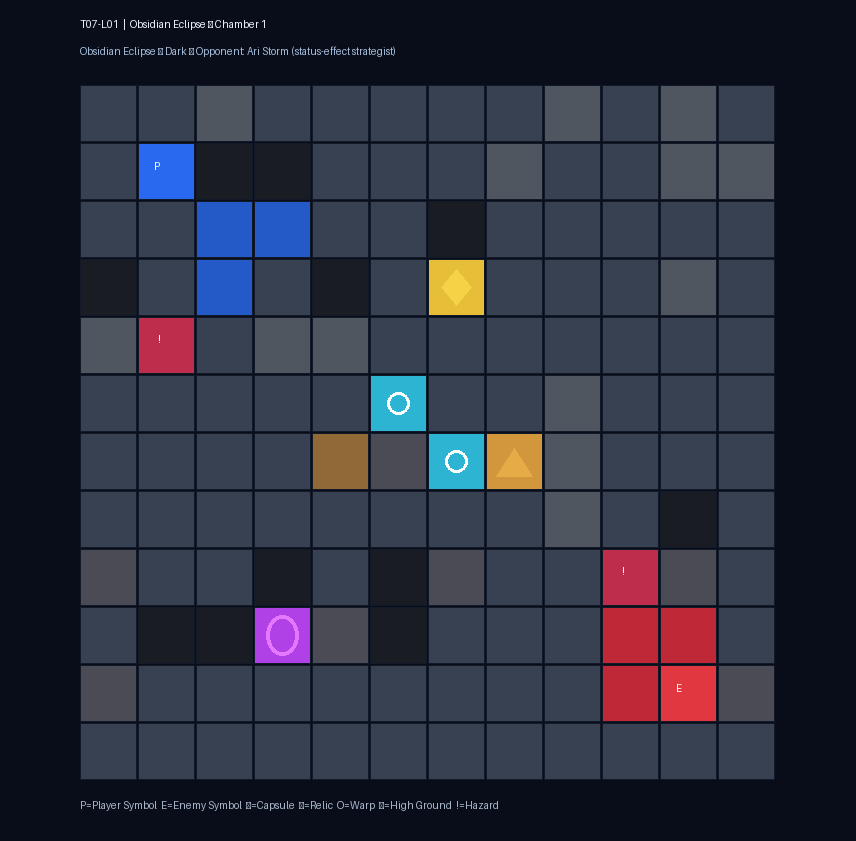 T07-L01 | Obsidian Eclipse □ Chamber 1
Obsidian Eclipse □ Dark □ Opponent: Ari Storm (status-effect strategist)
P
!
!
E
P=Player Symbol E=Enemy Symbol □=Capsule □=Relic O=Warp □=High Ground !=Hazard